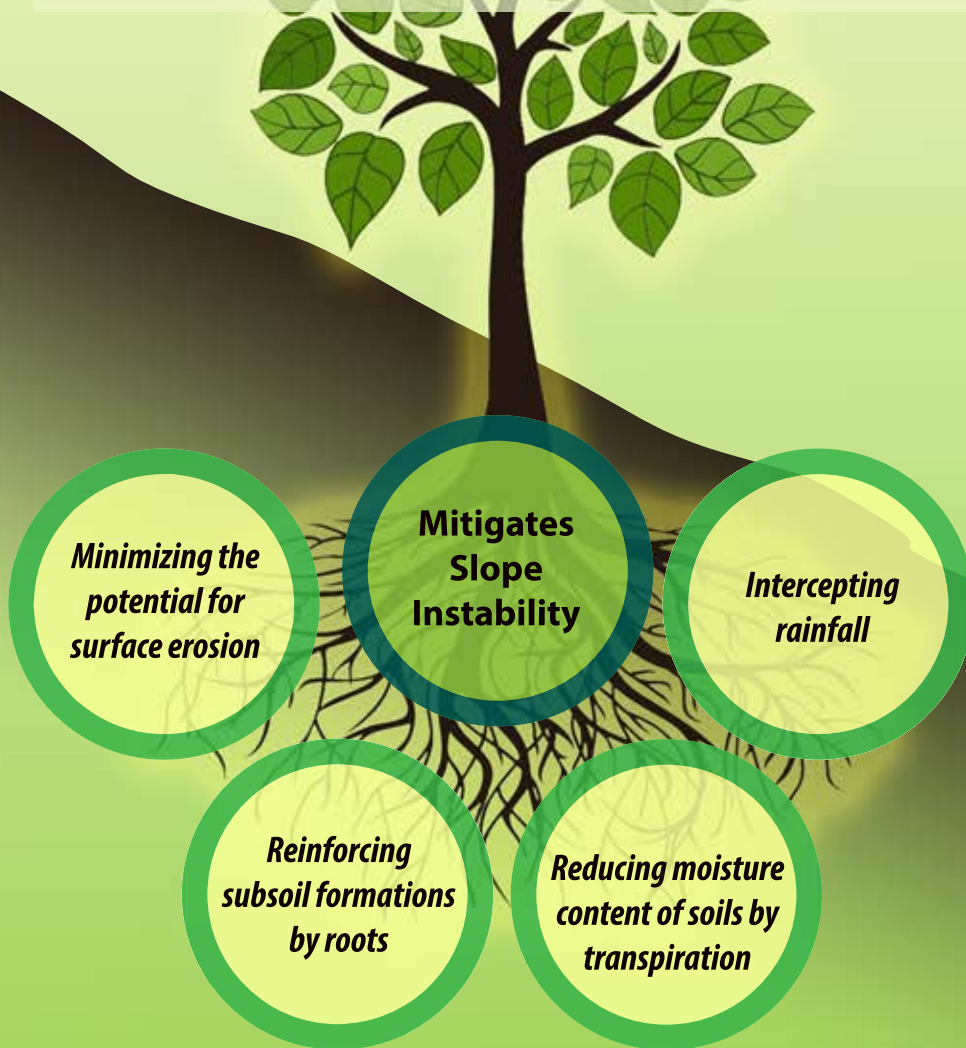 Mitigates
Slope
Instability
Minimizing the
potential for
surface erosion
Intercepting
rainfall
Reinforcing
subsoil formations
by roots
Reducing moisture
content of soils by
transpiration